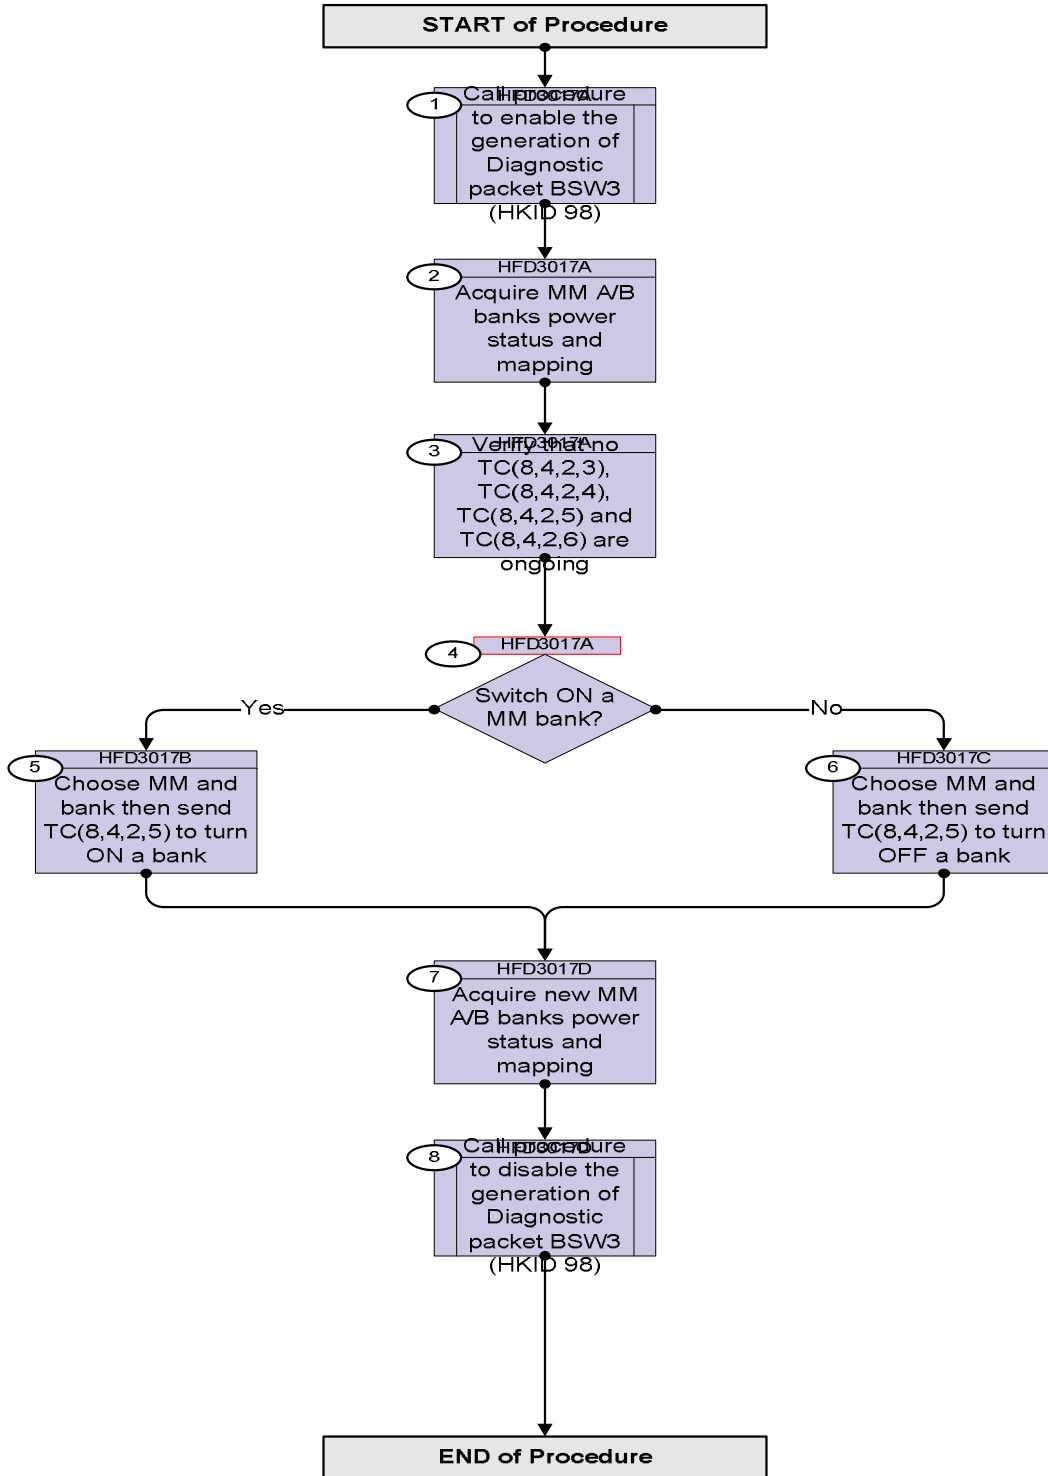 START of Procedure
1
HFD3017A
Call procedure
to enable the
generation of
Diagnostic
packet BSW3
(HKID 98)
2
HFD3017A
Acquire MM A/B
banks power
status and
mapping
3
HFD3017A
Verify that no
TC(8,4,2,3),
TC(8,4,2,4),
TC(8,4,2,5) and
TC(8,4,2,6) are
ongoing
4
HFD3017A
Switch ON a
MM bank?
Yes
No
5
HFD3017B
Choose MM and
bank then send
TC(8,4,2,5) to turn
ON a bank
6
HFD3017C
Choose MM and
bank then send
TC(8,4,2,5) to turn
OFF a bank
7
HFD3017D
Acquire new MM
A/B banks power
status and
mapping
8
HFD3017D
Call procedure
to disable the
generation of
Diagnostic
packet BSW3
(HKID 98)
END of Procedure